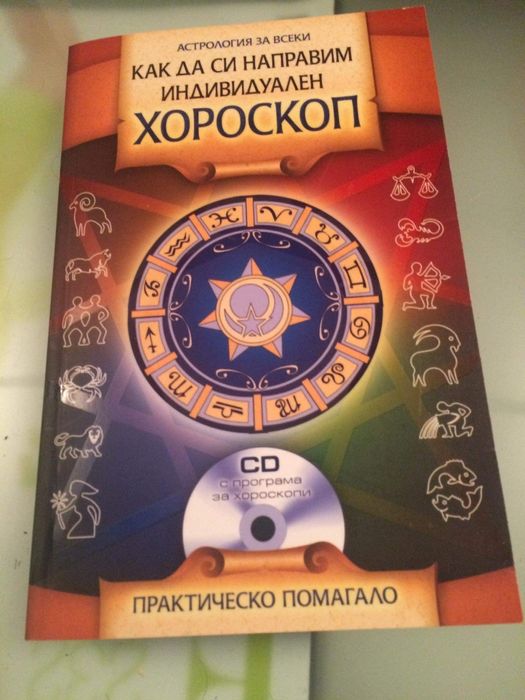 АСТРОЛОГИЯ ЗА ВСЕКИ
КАК ДА СИ НАПРАВИМ
ИНДИВИДУАЛЕН
ХОРОСКОП
CD
с програма
за хороскопи
ПРАКТИЧЕСКО ПОМАГАЛО